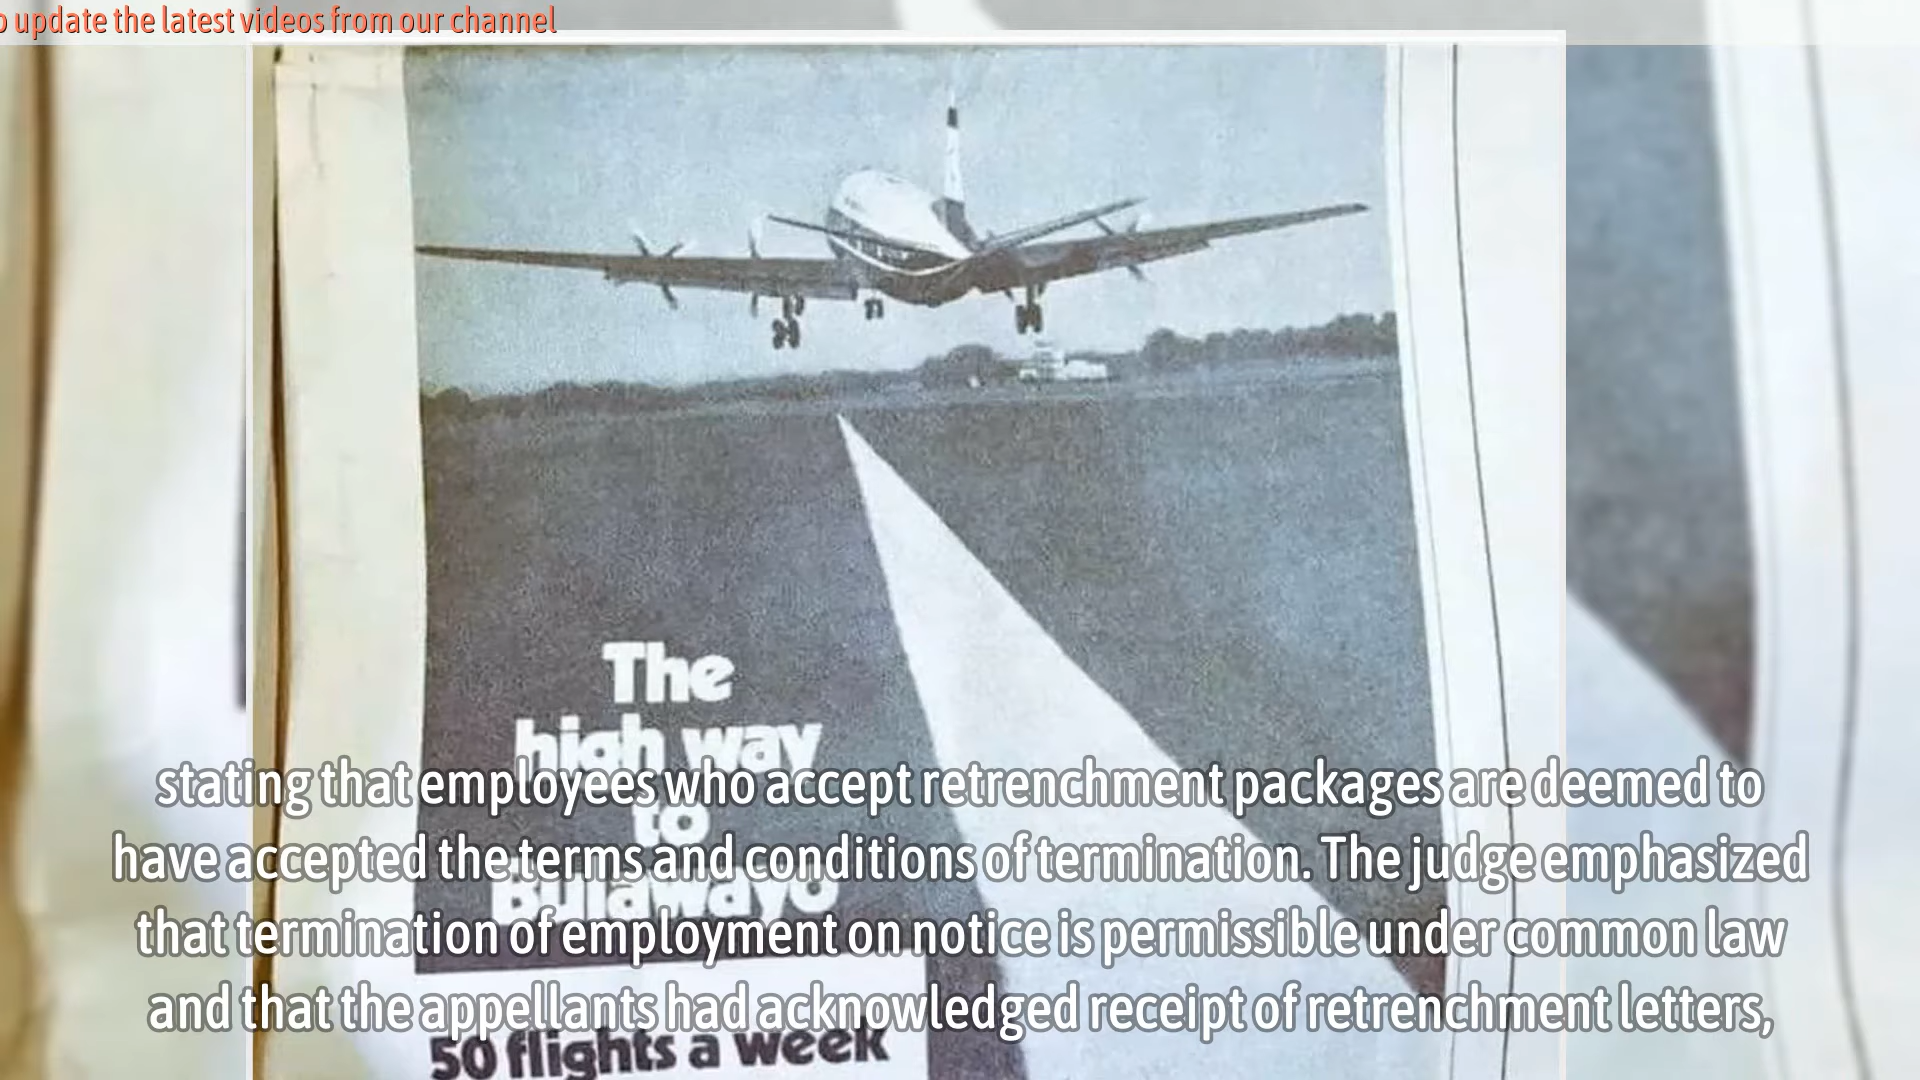 o update the latest videos from our channel
The
high way
to
Bulawayo
50 flights a week
stating that employees who accept retrenchment packages are deemed to
have accepted the terms and conditions of termination. The judge emphasized
that termination of employment on notice is permissible under common law
and that the appellants had acknowledged receipt of retrenchment letters,